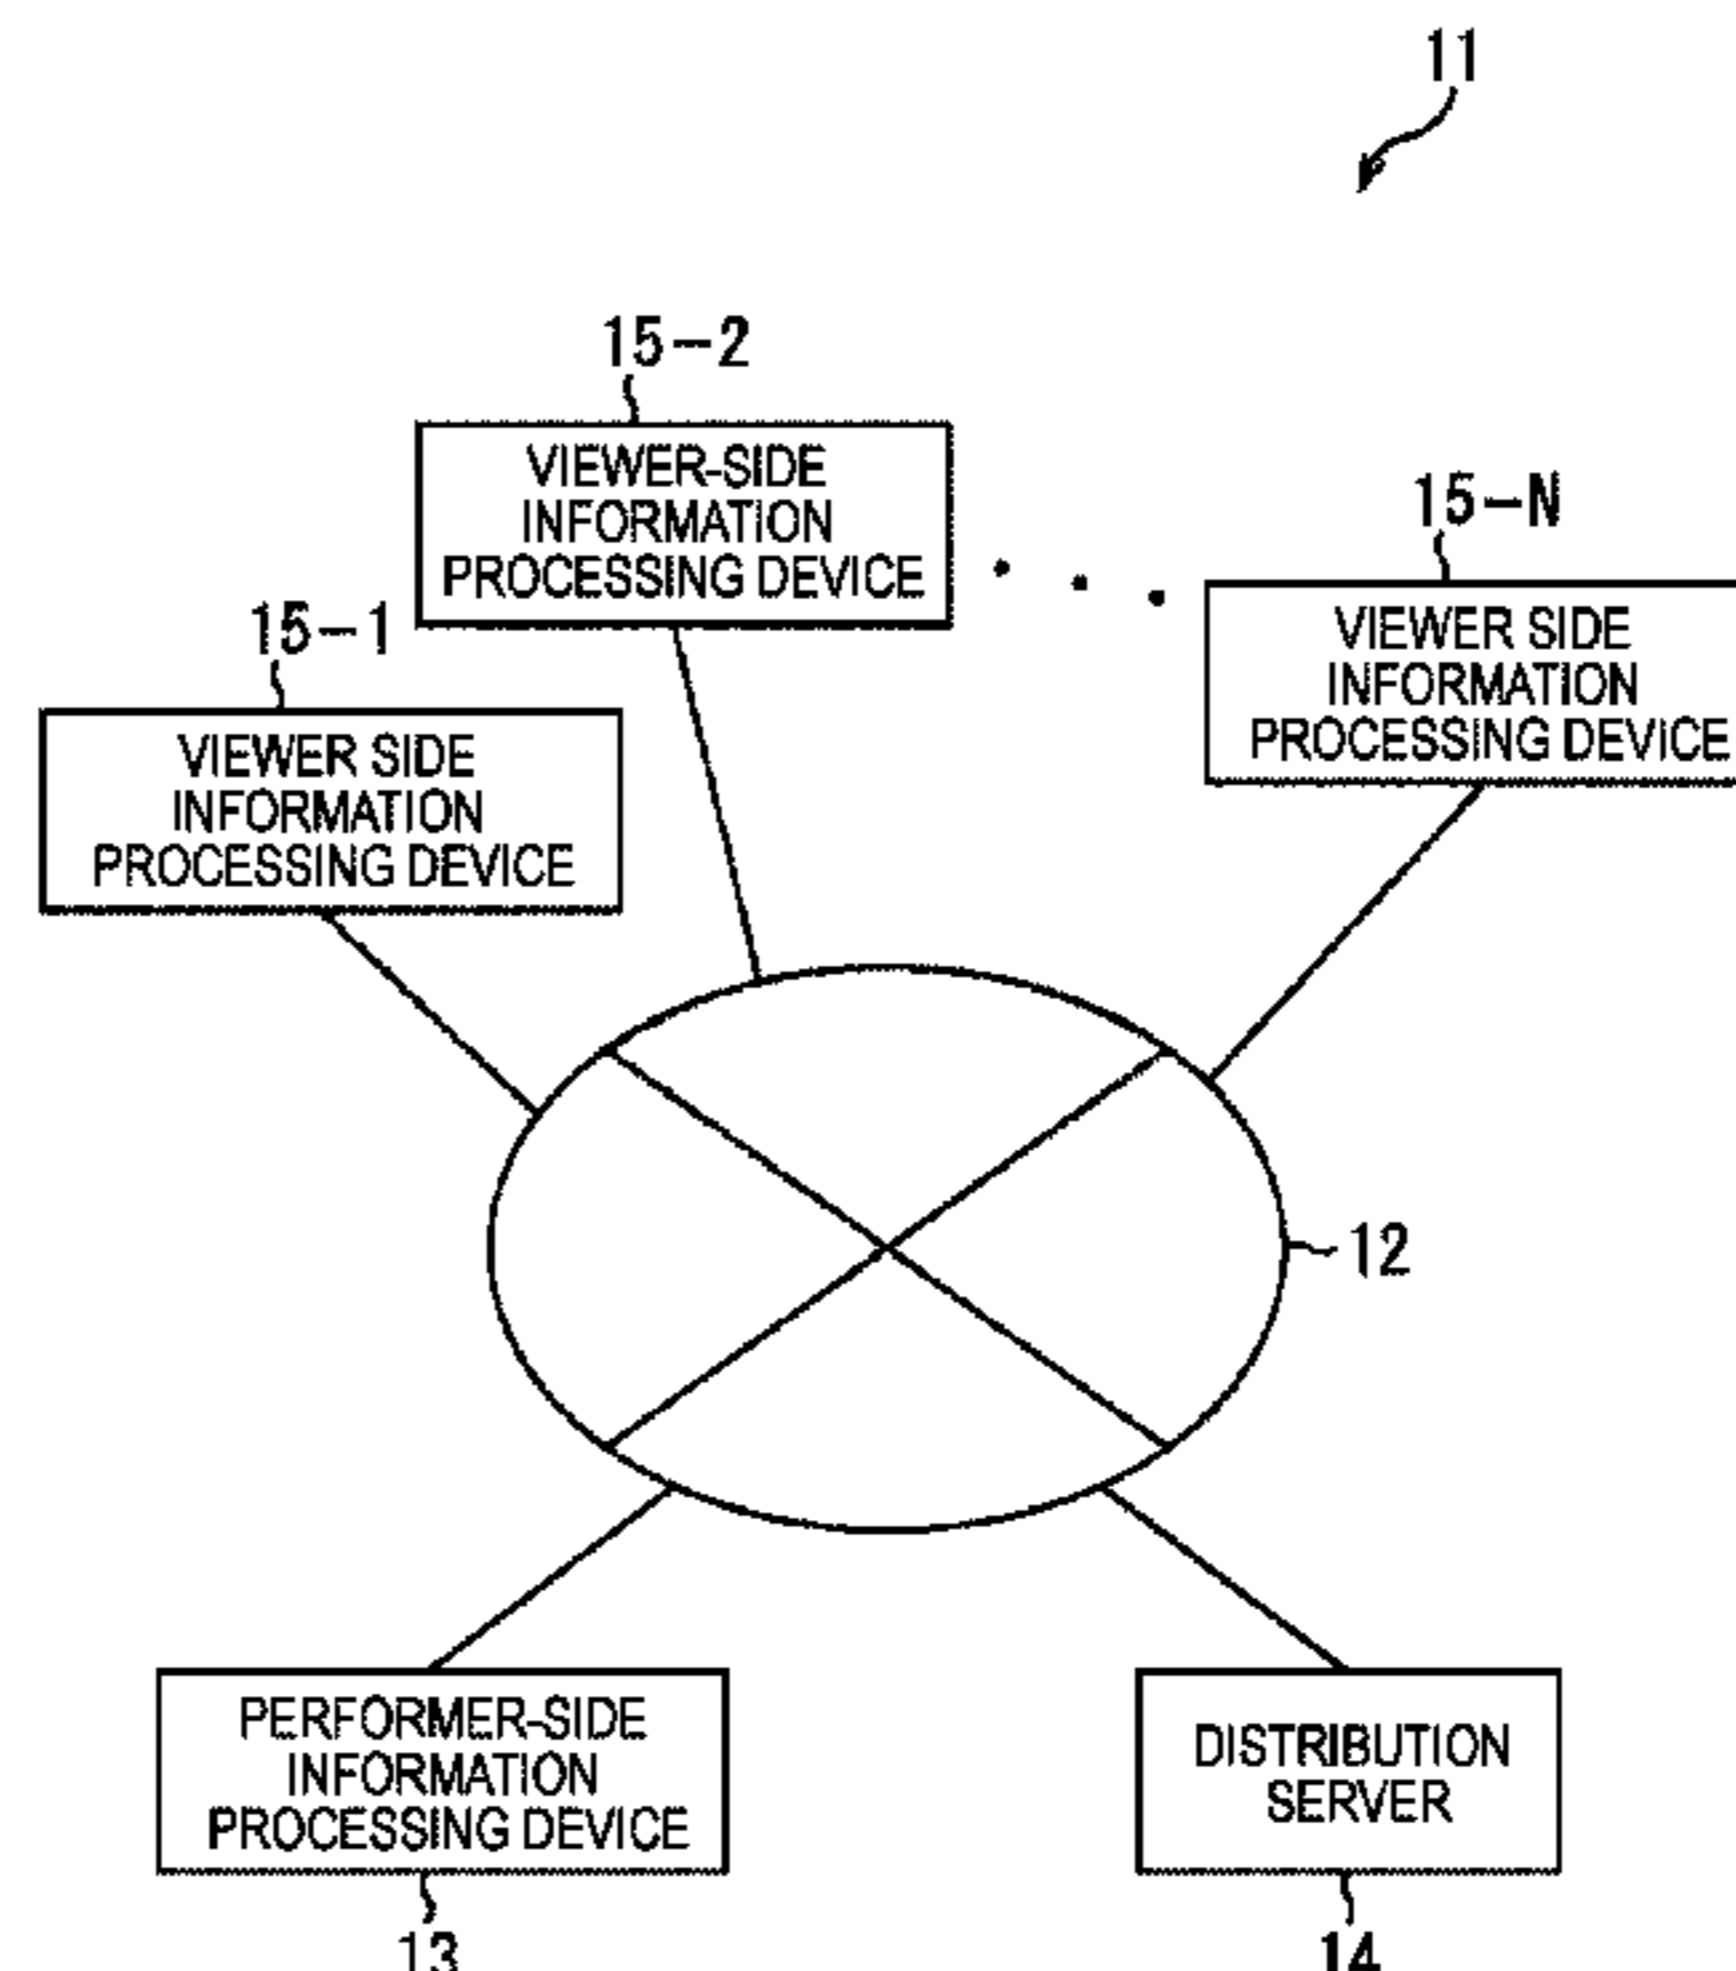 11
15-2
VIEWER-SIDE
INFORMATION
PROCESSING DEVICE
15-N
VIEWER SIDE
INFORMATION
PROCESSING DEVICE
15-1
VIEWER SIDE
INFORMATION
PROCESSING DEVICE
12
PERFORMER-SIDE
INFORMATION
PROCESSING DEVICE
DISTRIBUTION
SERVER
13
14